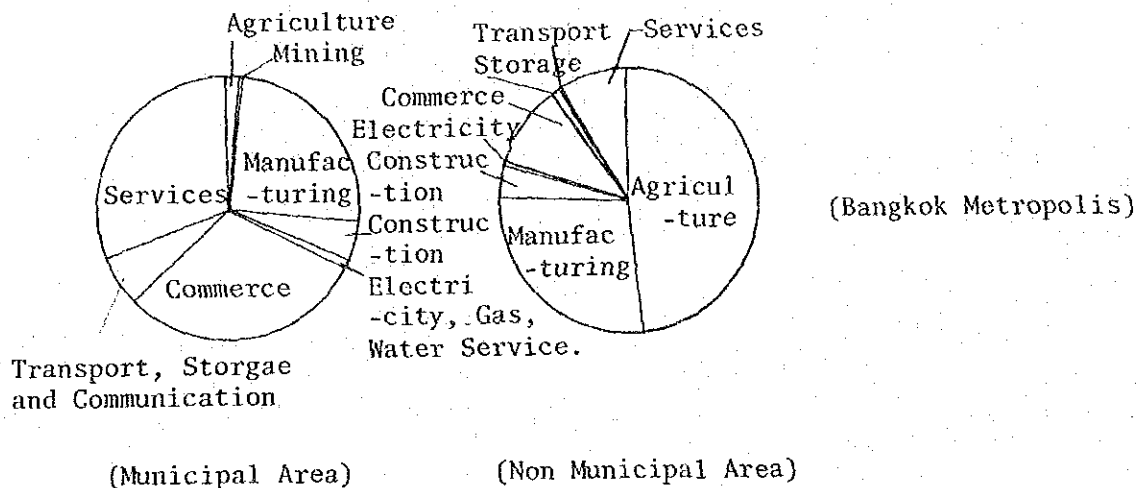 Agriculture
Mining
Manufac
-turing
Services
Construc
-tion
Commerce
Electri
-city, Gas,
Water Service.
Transport, Storgae
and Communication
(Municipal Area)
Transport
Storage
Services
Commerce
Electricity
Construc
-tion
Manufac
-turing
Agricul
-ture
(Non Municipal Area)
(Bangkok Metropolis)